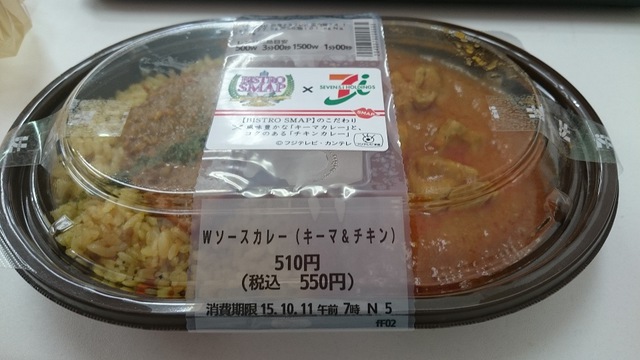 500W 3分00秒 1500W 1分00秒
BISTRO SMAP
×
SEVEN & i HOLDINGS
SMAP
【BISTRO SMAP】のこだわり
風味豊かな「キーマカレー」と、
コクのある「チキンカレー」
©フジテレビ・カンテレ
Wソースカレー(キーマ&チキン)
510円
(税込 550円)
消費期限 15.10.11 午前 7時 N 5
fF02